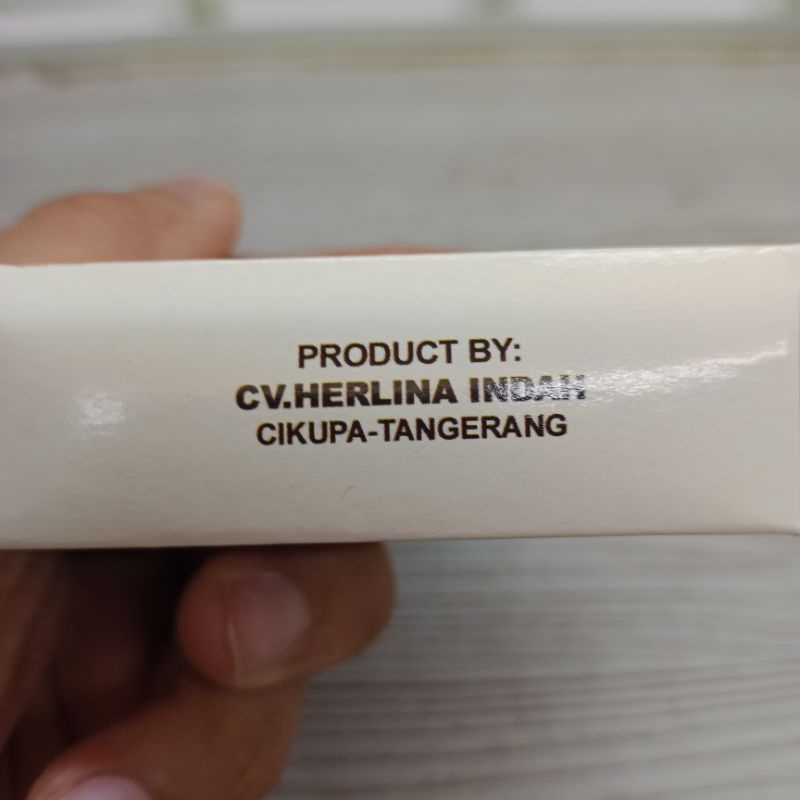 PRODUCT BY:
CV.HERLINA INDAH
CIKUPA-TANGERANG